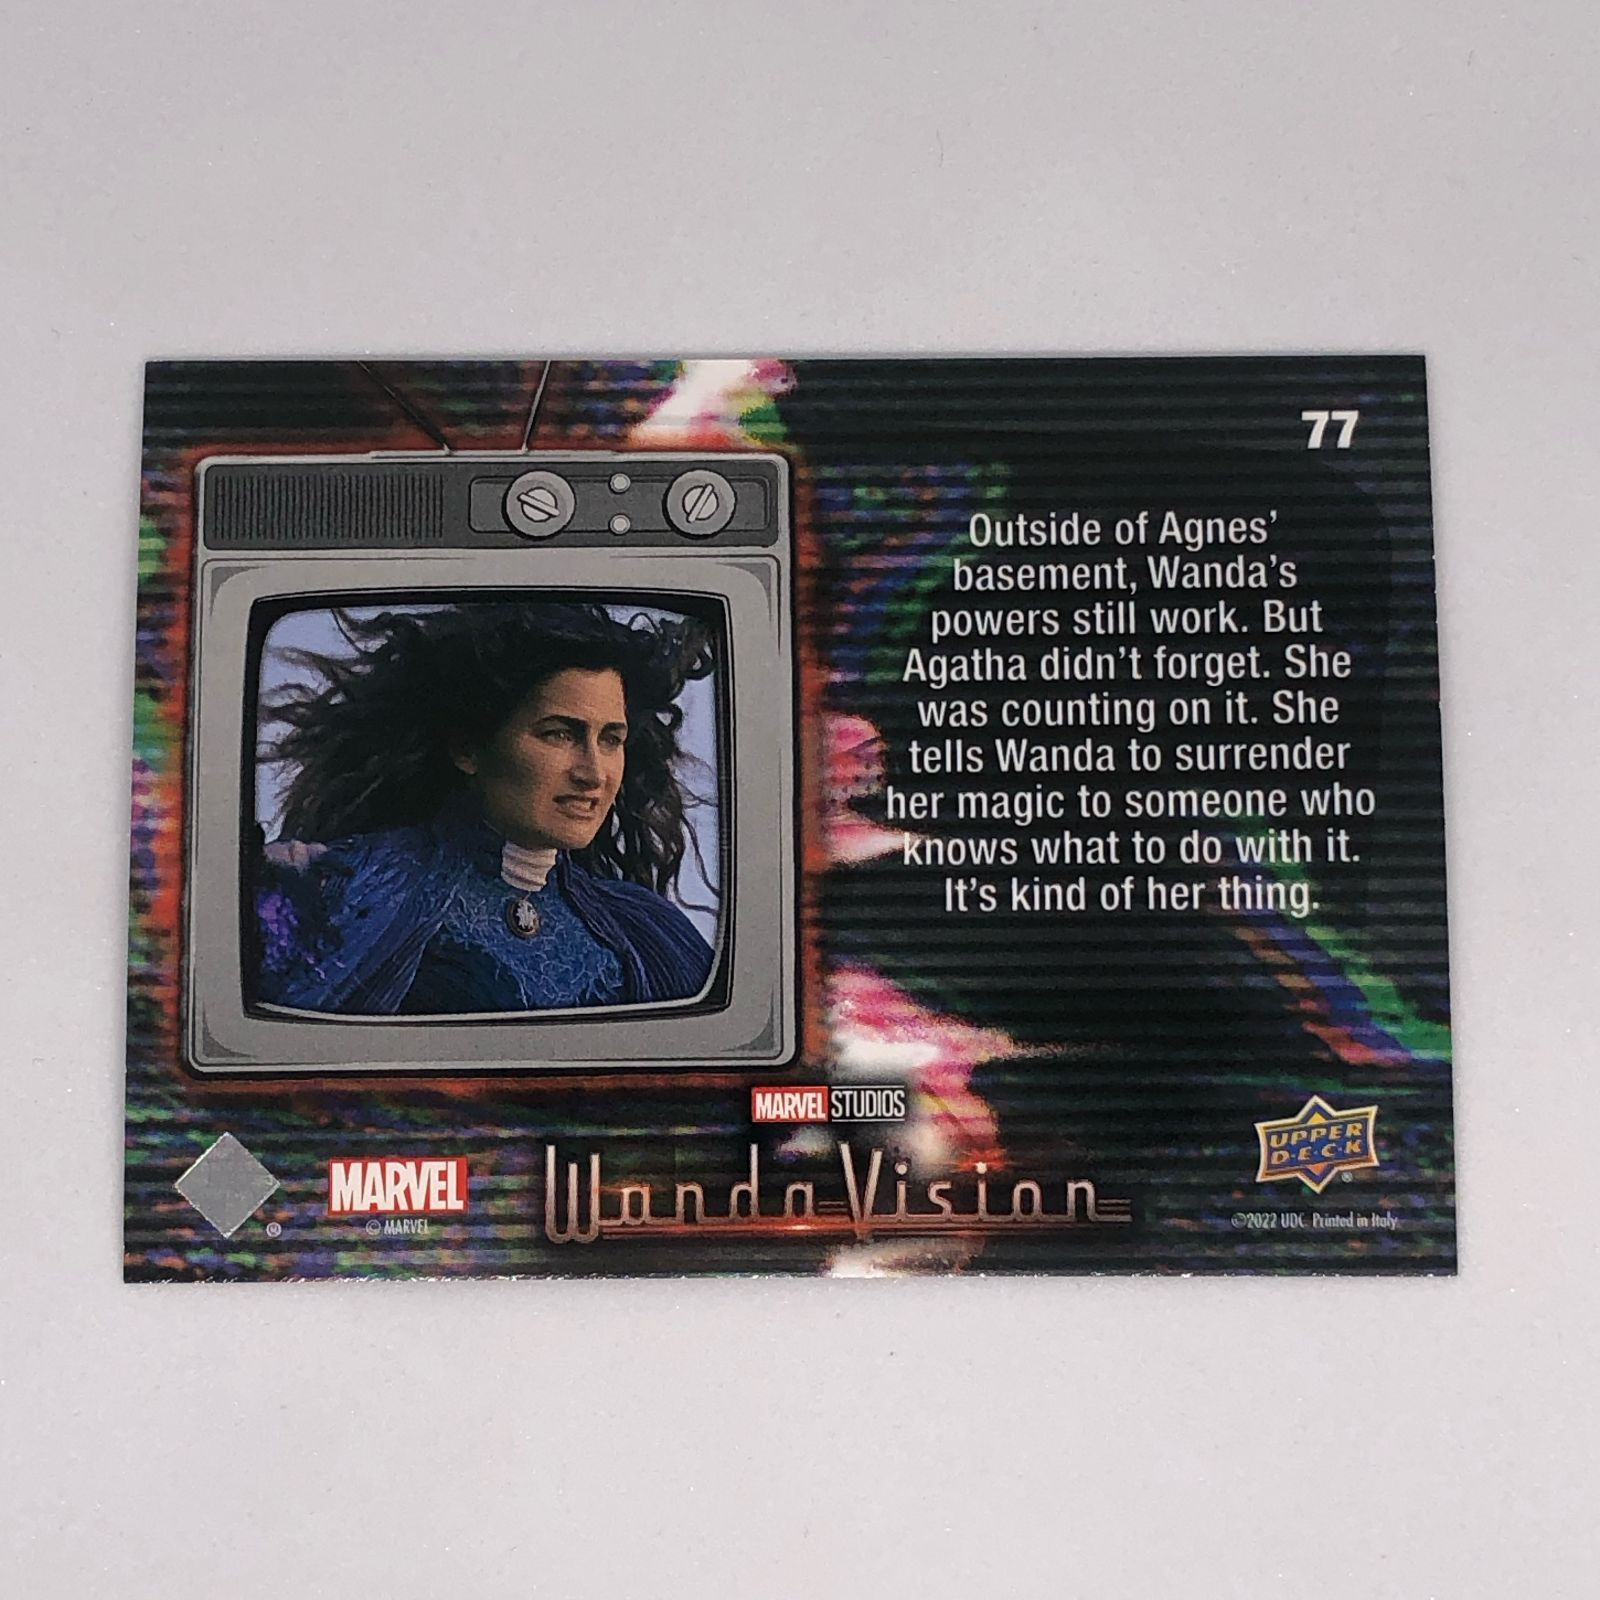 77
Outside of Agnes'
basement, Wanda's
powers still work. But
Agatha didn't forget. She
was counting on it. She
tells Wanda to surrender
her magic to someone who
knows what to do with it.
It's kind of her thing.
MARVEL STUDIOS
WandaVision
MARVEL
© MARVEL
®
UPPER
D·E·C·K
®
©2022 UDC. Printed in Italy